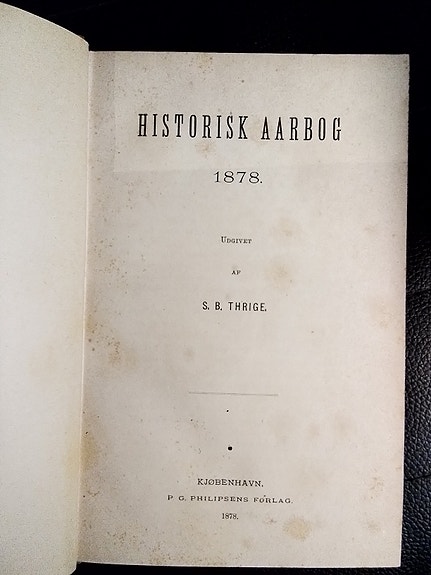 HISTORISK AARBOG
1878.
UDGIVET
AF
S. B. THRIGE.
KJØBENHAVN.
P. G. PHILIPSENS FORLAG.
1878.